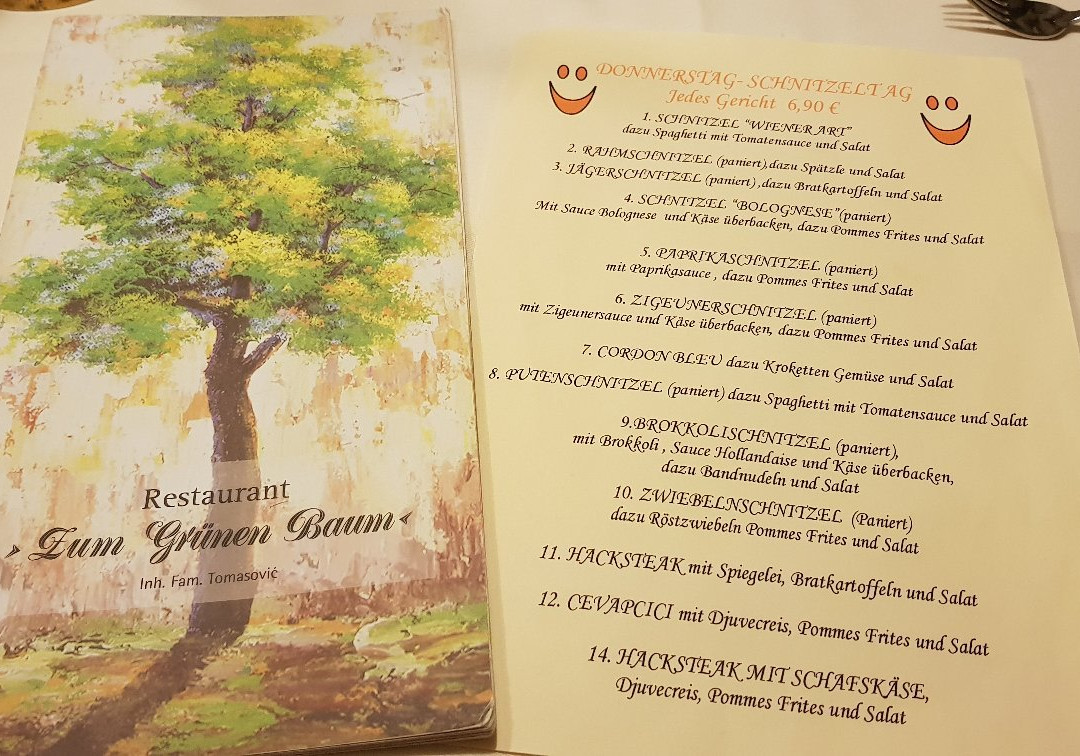 Restaurant
» Zum Grünen Baum «
Inh. Fam. Tomasović
DONNERSTAG- SCHNITZELTAG
Jedes Gericht 6,90 €
1. SCHNITZEL "WIENER ART"
dazu Spaghetti mit Tomatensauce und Salat
2. RAHMSCHNITZEL (paniert),dazu Spätzle und Salat
3. JÄGERSCHNITZEL (paniert) ,dazu Bratkartoffeln und Salat
4. SCHNITZEL "BOLOGNESE"(paniert)
Mit Sauce Bolognese und Käse überbacken, dazu Pommes Frites und Salat
5. PAPRIKASCHNITZEL (paniert)
mit Paprikasauce , dazu Pommes Frites und Salat
6. ZIGEUNERSCHNITZEL (paniert)
mit Zigeunersauce und Käse überbacken, dazu Pommes Frites und Salat
7. CORDON BLEU dazu Kroketten Gemüse und Salat
8. PUTENSCHNITZEL (paniert) dazu Spaghetti mit Tomatensauce und Salat
9.BROKKOLISCHNITZEL (paniert),
mit Brokkoli , Sauce Hollandaise und Käse überbacken,
dazu Bandnudeln und Salat
10. ZWIEBELNSCHNITZEL (Paniert)
dazu Röstzwiebeln Pommes Frites und Salat
11. HACKSTEAK mit Spiegelei, Bratkartoffeln und Salat
12. CEVAPCICI mit Djuvecreis, Pommes Frites und Salat
14. HACKSTEAK MIT SCHAFSKÄSE,
Djuvecreis, Pommes Frites und Salat